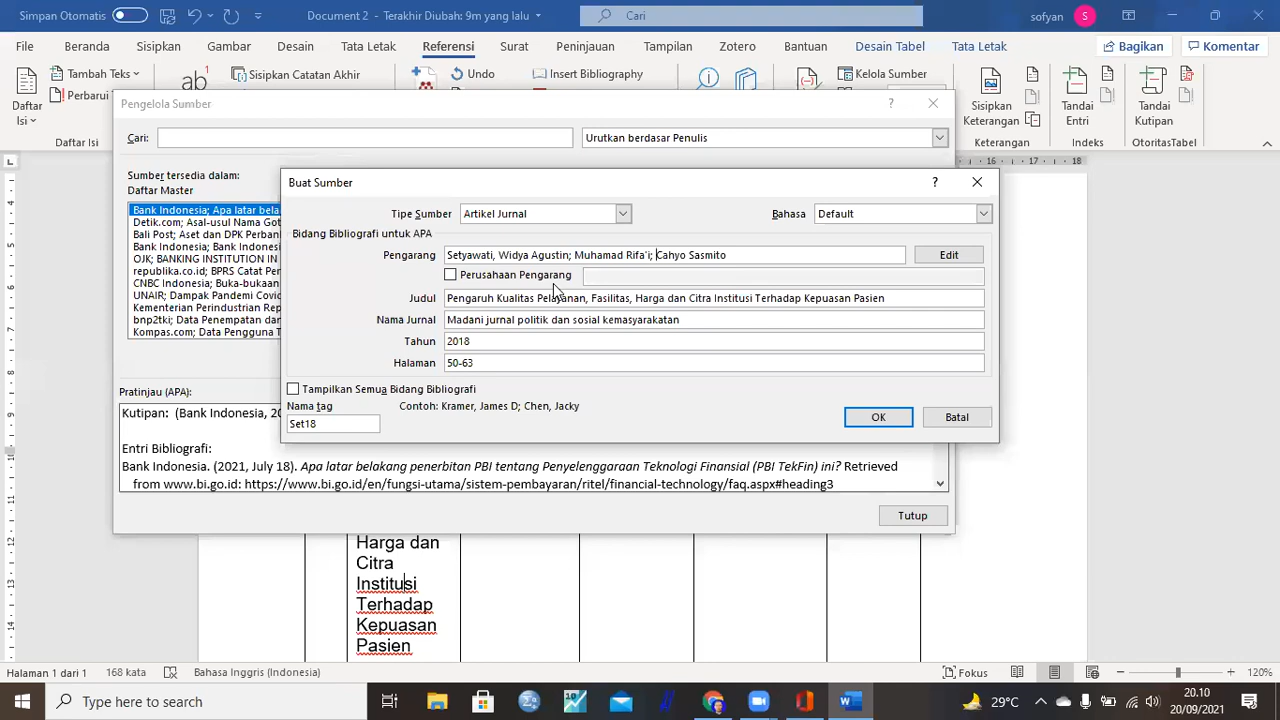 Simpan Otomatis
Document 2 - Terakhir Diubah: 9m yang lalu
Cari
sofyan
S
File Beranda Sisipkan Gambar Desain Tata Letak Referensi Surat Peninjauan Tampilan Zotero Bantuan Desain Tabel Tata Letak Bagikan Komentar
Tambah Teks
Perbarui
Daftar
Isi
Daftar Isi
ab
Sisipkan Catatan Akhir
Undo
Insert Bibliography
Kelola Sumber
Sisipkan
Keterangan
Keterangan
Tandai
Entri
Indeks
Tandai
Kutipan
OtoritasTabel
Pengelola Sumber
Cari:
Urutkan berdasar Penulis
16 17 18
Sumber tersedia dalam:
Daftar Master
Bank Indonesia; Apa latar bela
Detik.com; Asal-usul Nama Got
Bali Post; Aset dan DPK Perban
Bank Indonesia; Bank Indones
OJK; BANKING INVESTASI IN
republika.co.id; BPRS Catat Per
CNBC Indonesia; Buka-bukaan
UNAIR; Dampak Pandemi Covid
Kementerian Perindustrian Rep
bnp2tki; Data Penempatan dan
Kompas.com; Data Pengguna T
Buat Sumber
Tipe Sumber Artikel Jurnal
Bahasa Default
Bidang Bibliografi untuk APA
Pengarang Setyawati, Widya Agustin; Muhamad Rifa'i; Cahyo Sasmito Edit
Perusahaan Pengarang
Judul Pengaruh Kualitas Pelayanan, Fasilitas, Harga dan Citra Institusi Terhadap Kepuasan Pasien
Nama Jurnal Madani jurnal politik dan sosial kemasyarakatan
Tahun 2018
Halaman 50-63
Tampilkan Semua Bidang Bibliografi
Nama tag Contoh: Kramer, James D; Chen, Jacky
Set18
OK Batal
Pratinjau (APA):
Kutipan: (Bank Indonesia, 20
Entri Bibliografi:
Bank Indonesia. (2021, July 18). Apa latar belakang penerbitan PBI tentang Penyelenggaraan Teknologi Finansial (PBI TekFin) ini? Retrieved
from www.bi.go.id: https://www.bi.go.id/en/fungsi-utama/sistem-pembayaran/ritel/financial-technology/faq.aspx#heading3
Tutup
Harga dan
Citra
Institusi
Terhadap
Kepuasan
Pasien
Halaman 1 dari 1 168 kata Bahasa Inggris (Indonesia) Fokus 120%
Type here to search
29°C
20.10
20/09/2021